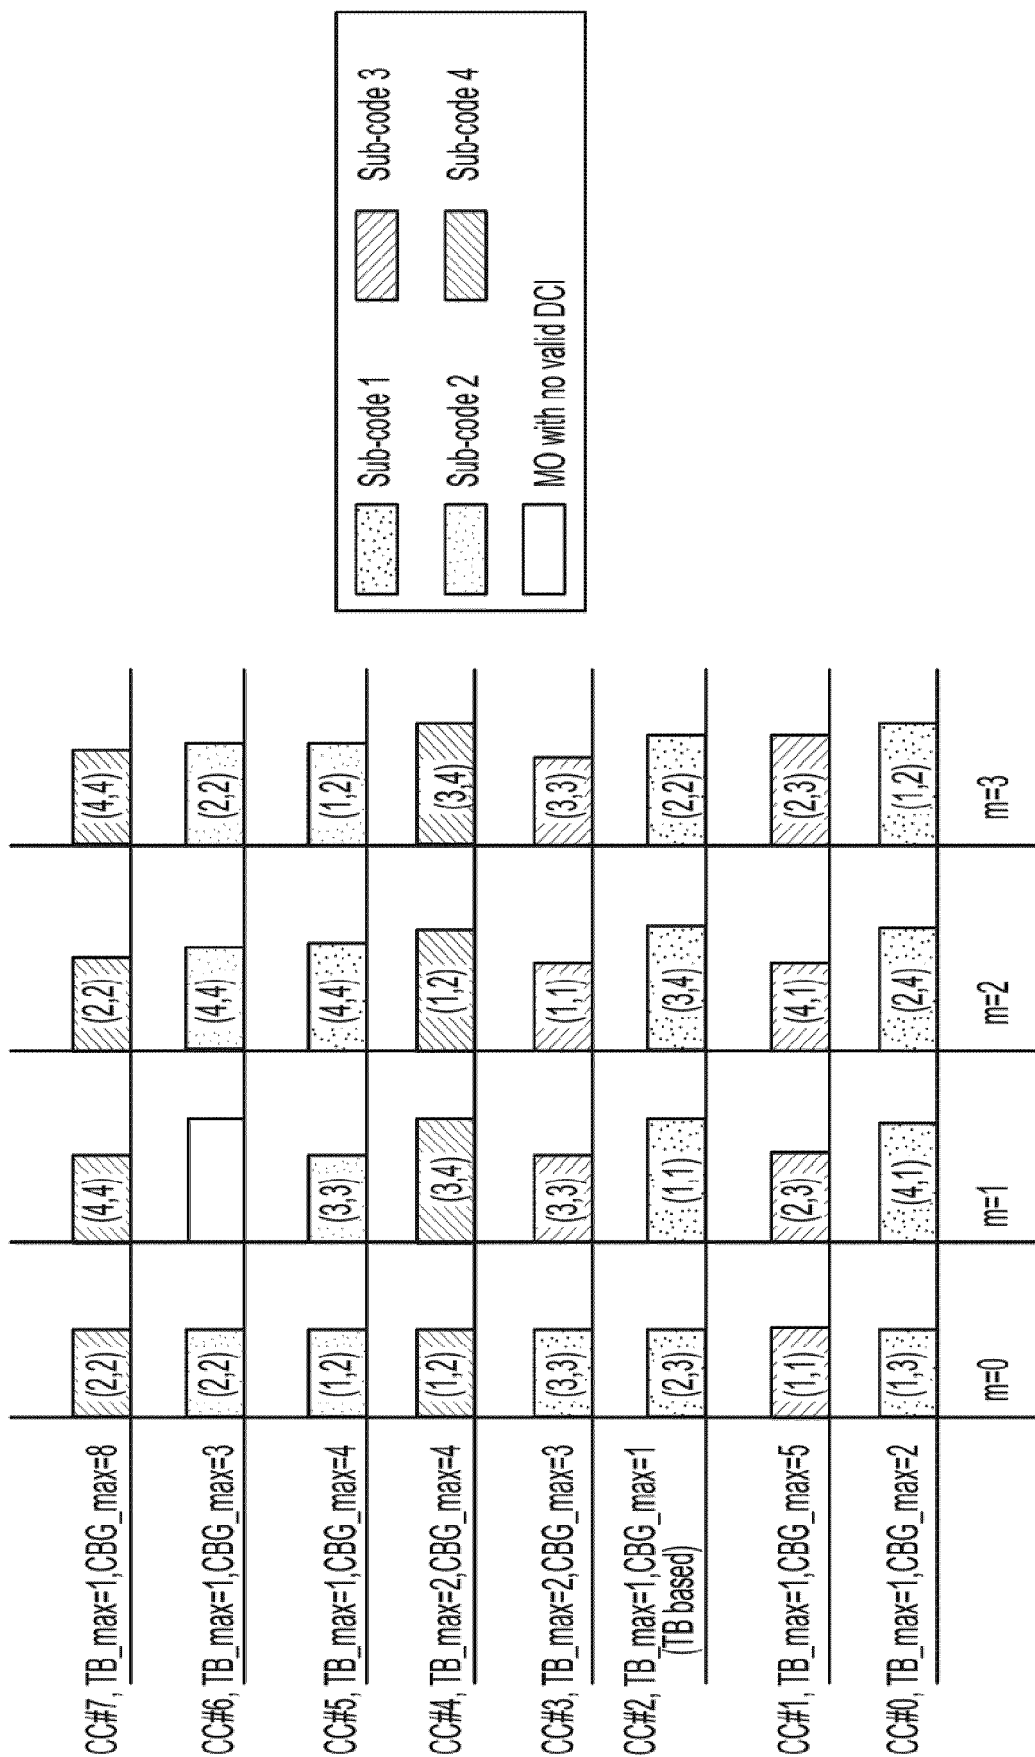 CC#7, TB_max=1,CBG_max=8 (2,2) (4,4) (2,2) (4,4)
CC#6, TB_max=1,CBG_max=3 (2,2) (4,4) (2,2)
CC#5, TB_max=1,CBG_max=4 (1,2) (3,3) (4,4) (1,2)
CC#4, TB_max=2,CBG_max=4 (1,2) (3,4) (1,2) (3,4)
CC#3, TB_max=2,CBG_max=3 (3,3) (3,3) (1,1) (3,3)
CC#2, TB_max=1,CBG_max=1 (2,3) (1,1) (3,4) (2,2)
(TB based)
CC#1, TB_max=1,CBG_max=5 (1,1) (2,3) (4,1) (2,3)
CC#0, TB_max=1,CBG_max=2 (1,3) (4,1) (2,4) (1,2)
m=0 m=1 m=2 m=3
Sub-code 1 Sub-code 3
Sub-code 2 Sub-code 4
MO with no valid DCI